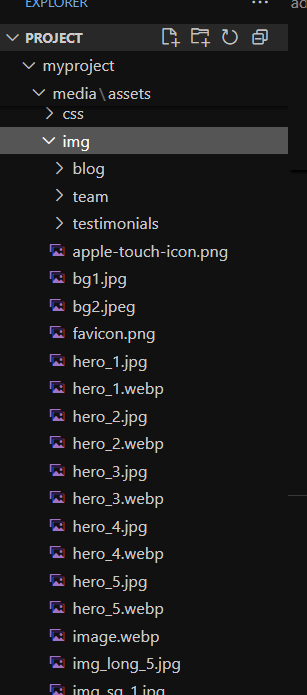 EXPLORER
PROJECT
myproject
media\assets
css
img
blog
team
testimonials
apple-touch-icon.png
bg1.jpg
bg2.jpeg
favicon.png
hero_1.jpg
hero_1.webp
hero_2.jpg
hero_2.webp
hero_3.jpg
hero_3.webp
hero_4.jpg
hero_4.webp
hero_5.jpg
hero_5.webp
image.webp
img_long_5.jpg
img_sq_1.jpg